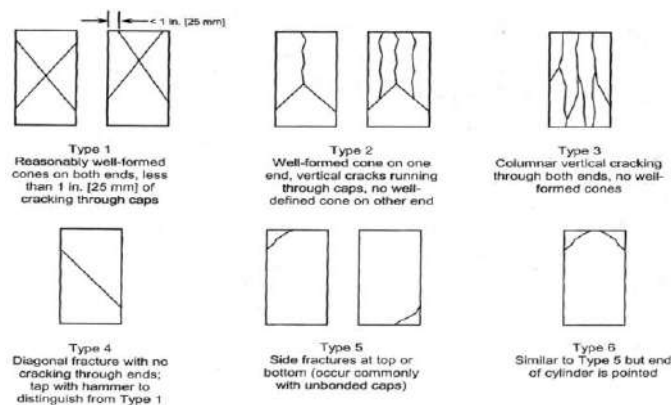 < 1 in. [25 mm]
Type 1
Reasonably well-formed
cones on both ends, less
than 1 in. [25 mm] of
cracking through caps
Type 2
Well-formed cone on one
end, vertical cracks running
through caps, no well-
defined cone on other end
Type 3
Columnar vertical cracking
through both ends, no well-
formed cones
Type 4
Diagonal fracture with no
cracking through ends;
tap with hammer to
distinguish from Type 1
Type 5
Side fractures at top or
bottom (occur commonly
with unbonded caps)
Type 6
Similar to Type 5 but end
of cylinder is pointed